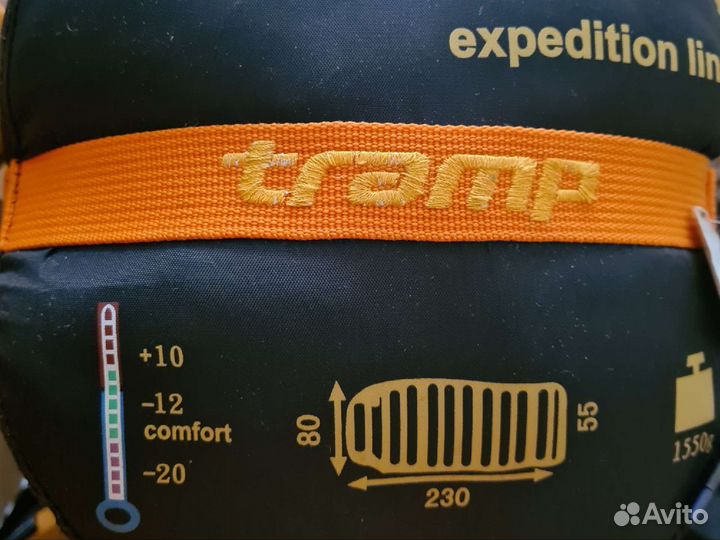 expedition lin
tramp
+10
-12
comfort
-20
80
55
230
1550g
Avito